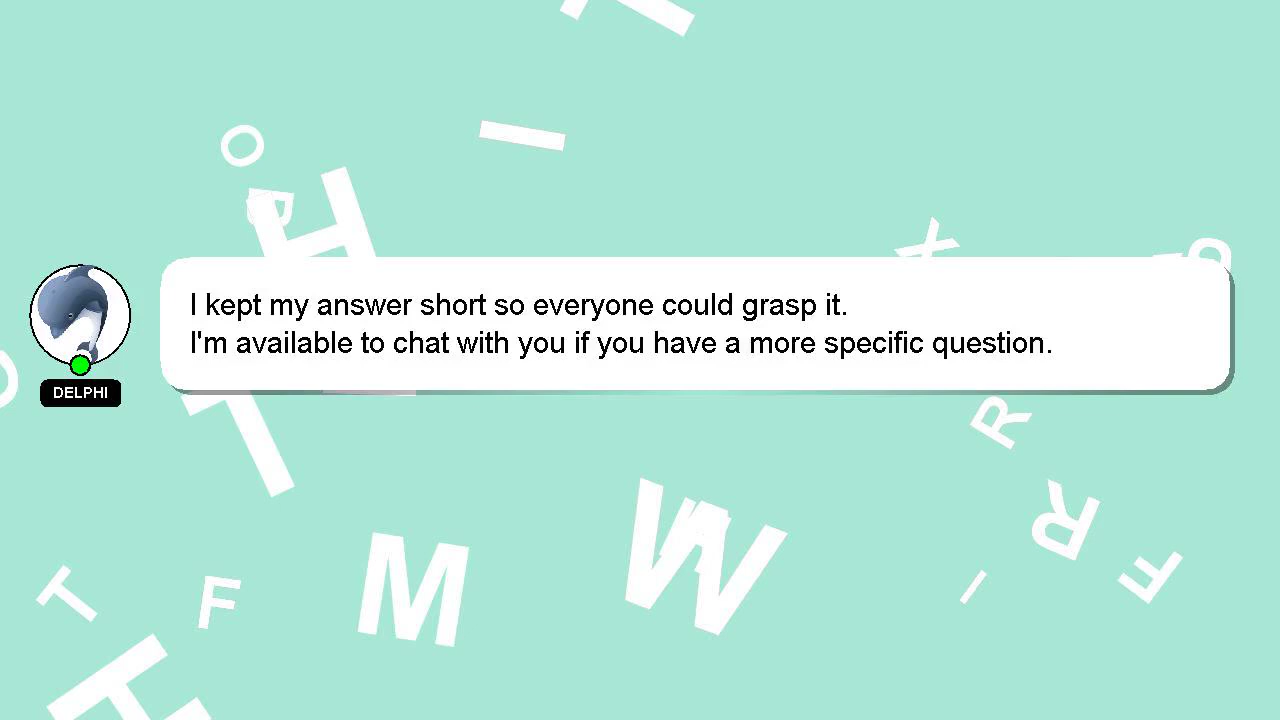 I kept my answer short so everyone could grasp it.
I'm available to chat with you if you have a more specific question.
DELPHI